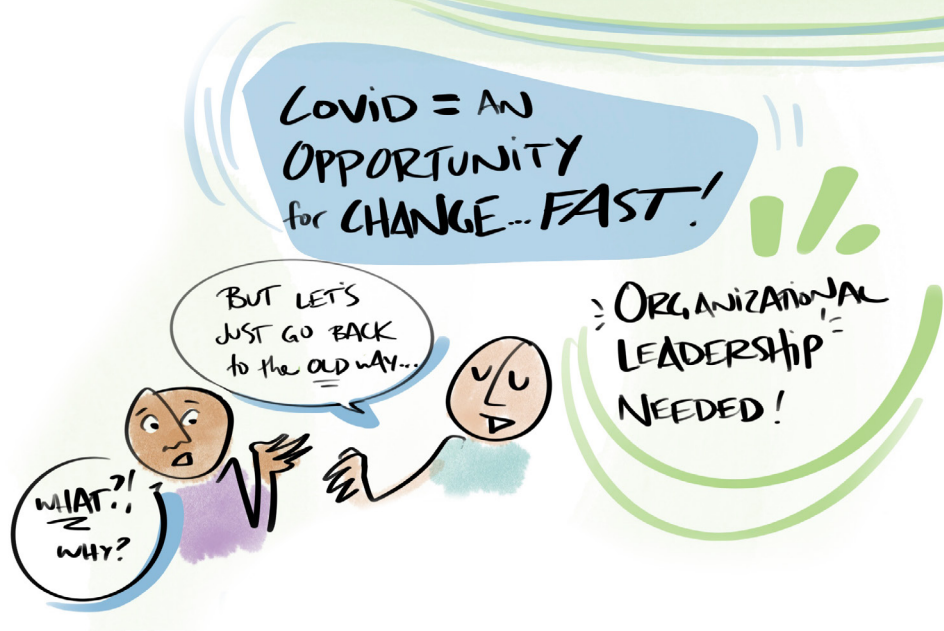 COViD = AN
OPPORTUNiTY
for CHANGE... FAST!
BUT LET'S
JUST GO BACK
to the OLD WAY...
ORGANiZATiONAL
LEADERSHiP
NEEDED!
WHAT?!
WHY?